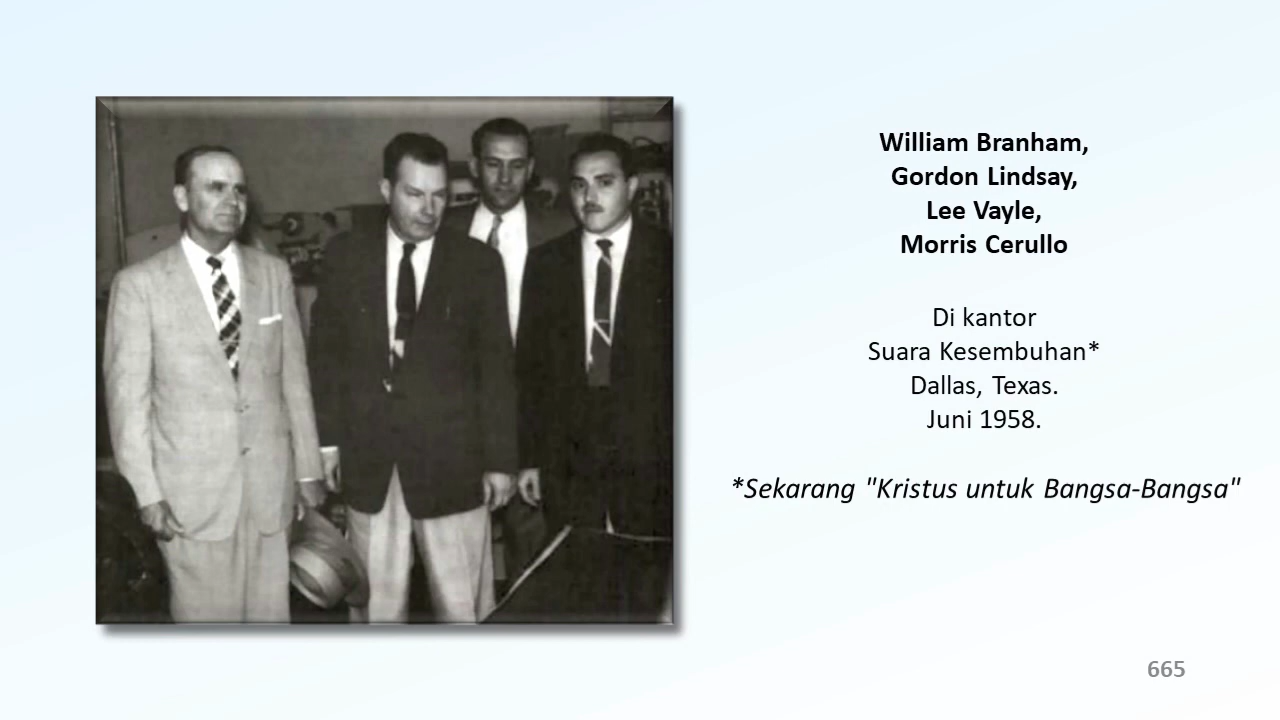 William Branham,
Gordon Lindsay,
Lee Vayle,
Morris Cerullo
Di kantor
Suara Kesembuhan*
Dallas, Texas.
Juni 1958.
*Sekarang "Kristus untuk Bangsa-Bangsa"
665